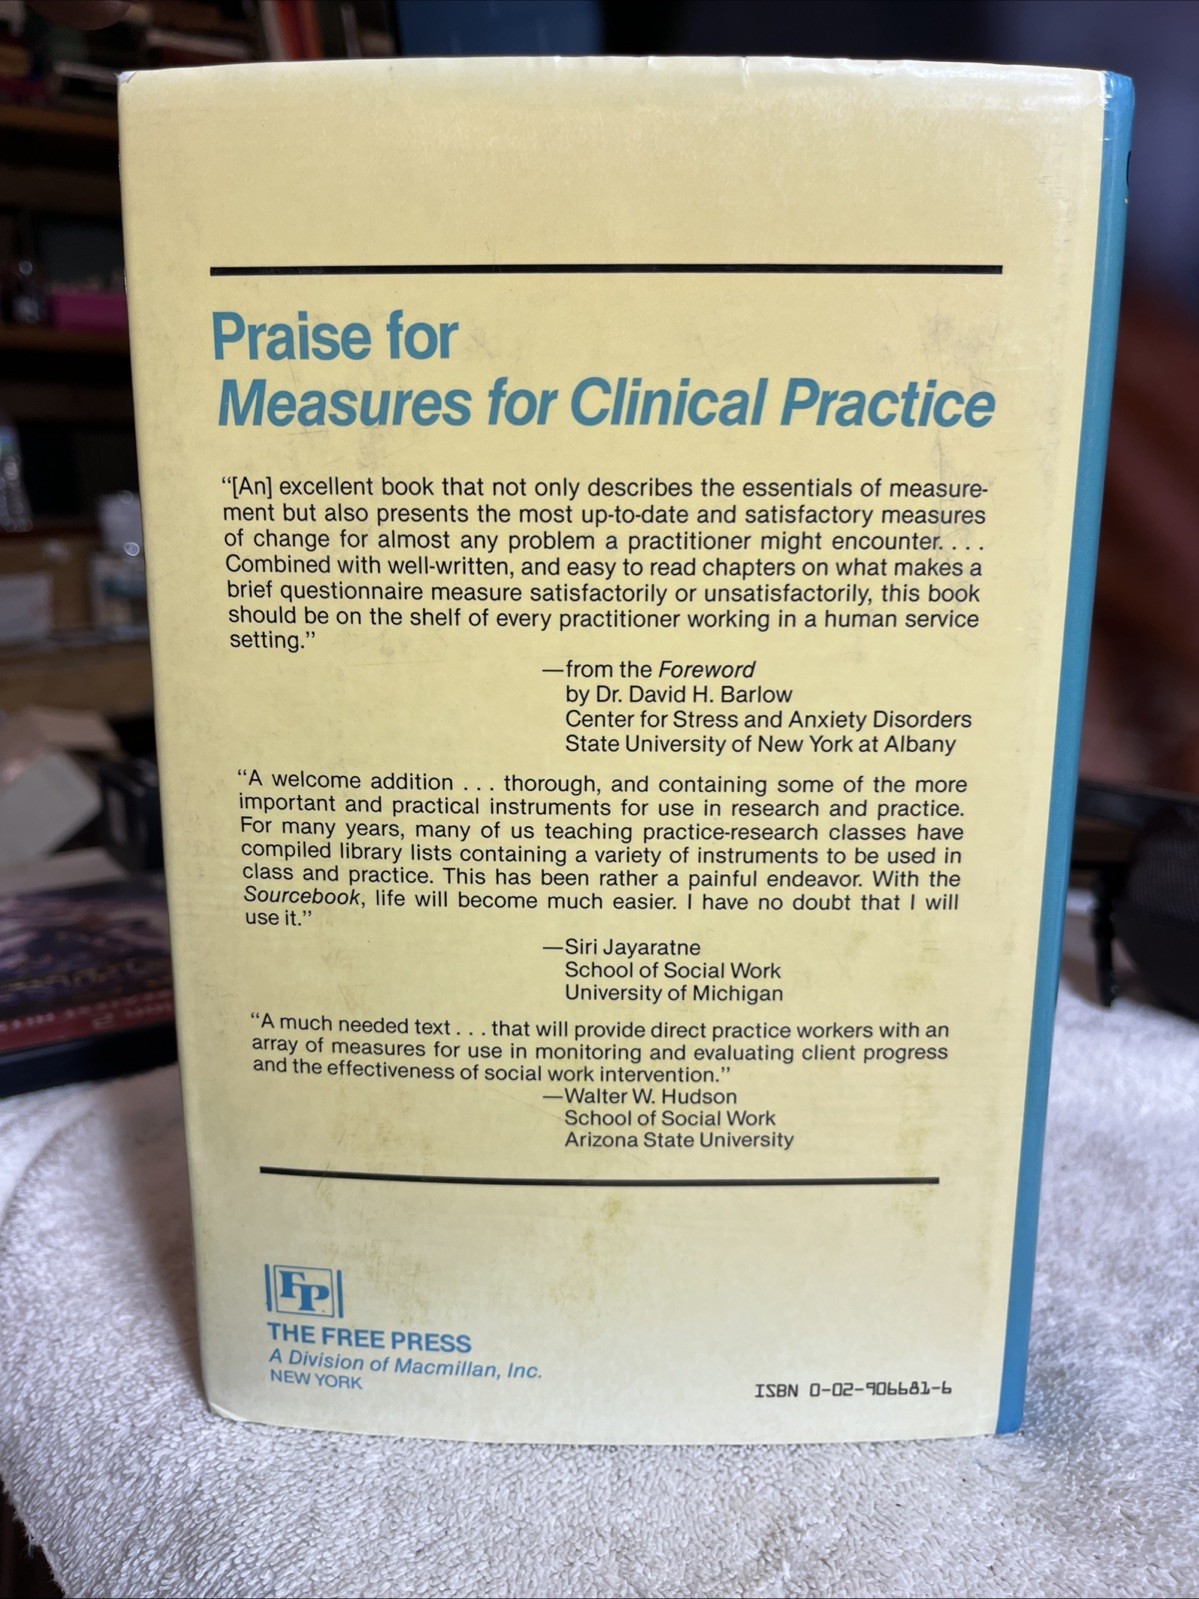 Praise for
Measures for Clinical Practice
“[An] excellent book that not only describes the essentials of measure-
ment but also presents the most up-to-date and satisfactory measures
of change for almost any problem a practitioner might encounter. . . .
Combined with well-written, and easy to read chapters on what makes a
brief questionnaire measure satisfactorily or unsatisfactorily, this book
should be on the shelf of every practitioner working in a human service
setting.”
—from the Foreword
by Dr. David H. Barlow
Center for Stress and Anxiety Disorders
State University of New York at Albany
“A welcome addition . . . thorough, and containing some of the more
important and practical instruments for use in research and practice.
For many years, many of us teaching practice-research classes have
compiled library lists containing a variety of instruments to be used in
class and practice. This has been rather a painful endeavor. With the
Sourcebook, life will become much easier. I have no doubt that I will
use it.”
—Siri Jayaratne
School of Social Work
University of Michigan
“A much needed text . . . that will provide direct practice workers with an
array of measures for use in monitoring and evaluating client progress
and the effectiveness of social work intervention.”
—Walter W. Hudson
School of Social Work
Arizona State University
FP
THE FREE PRESS
A Division of Macmillan, Inc.
NEW YORK
ISBN 0-02-906681-6